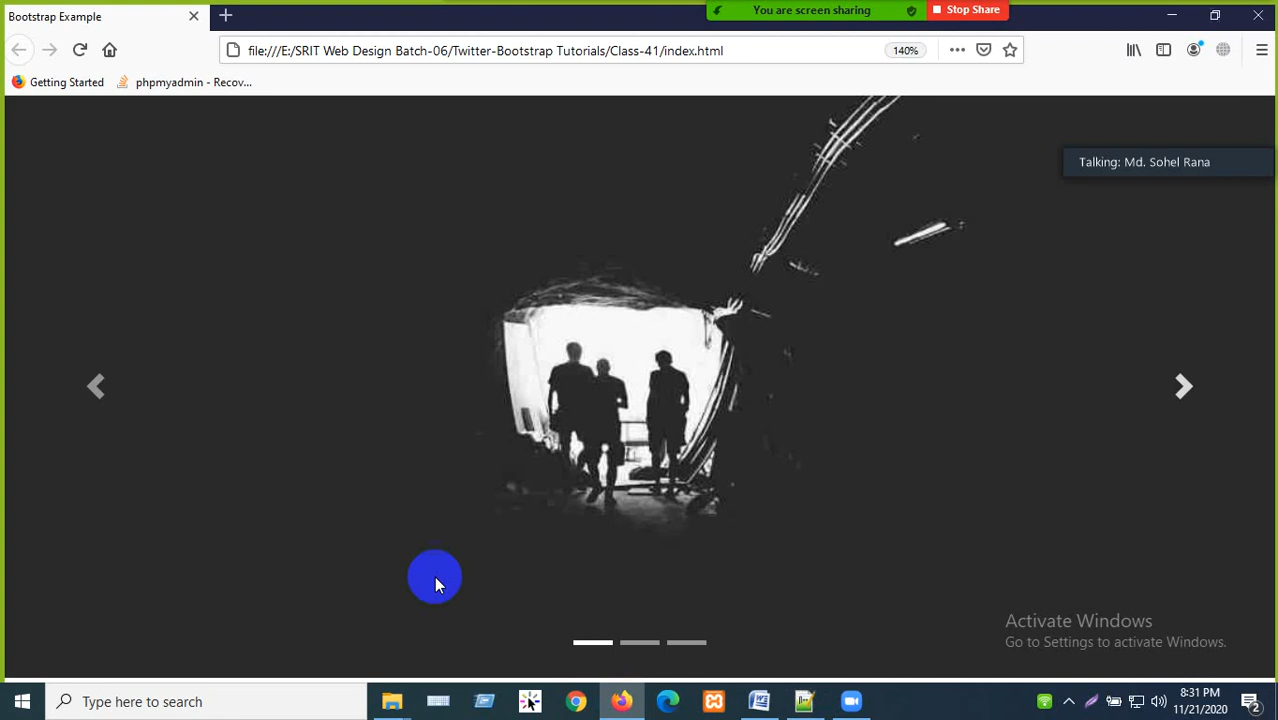 Bootstrap Example
You are screen sharing
Stop Share
file:///E:/SRIT Web Design Batch-06/Twitter-Bootstrap Tutorials/Class-41/index.html
140%
Getting Started
phpmyadmin - Recov...
Talking: Md. Sohel Rana
Activate Windows
Go to Settings to activate Windows.
Type here to search
8:31 PM
11/21/2020
2